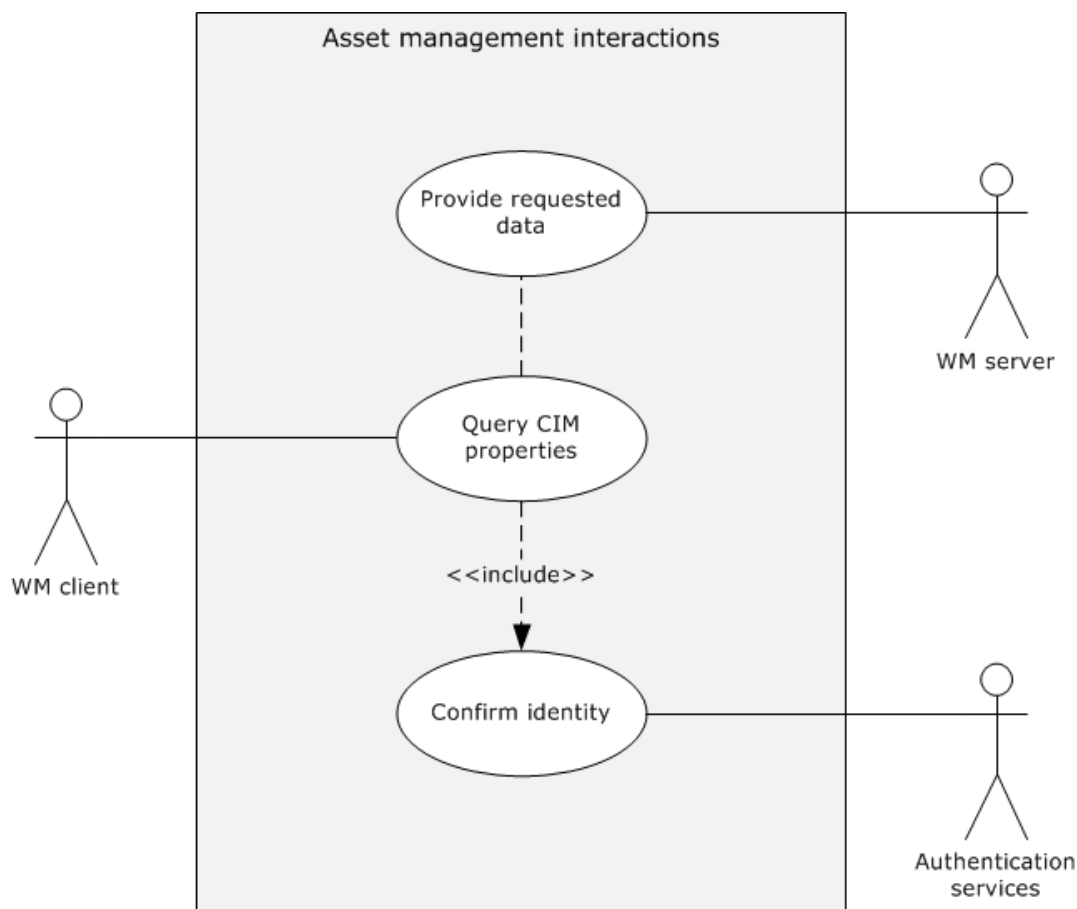 Asset management interactions
Provide requested
data
WM server
Query CIM
properties
WM client
<<include>>
Confirm identity
Authentication
services